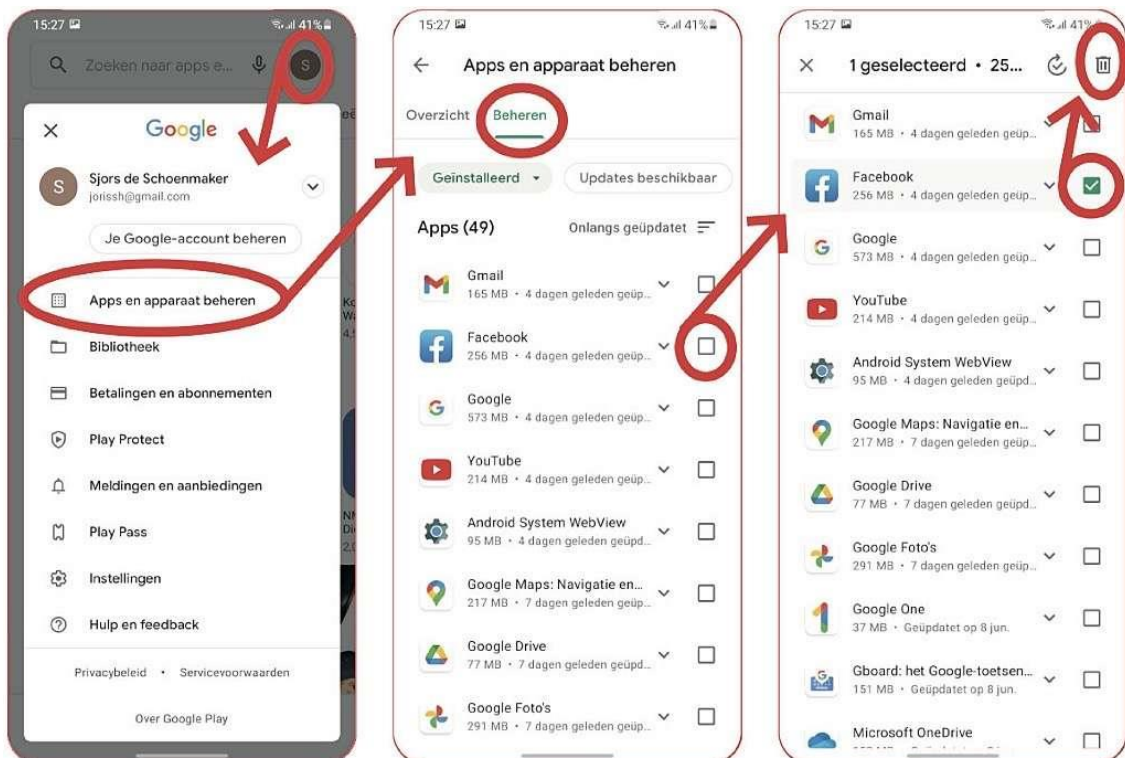 15:27
41%
Zoeken naar apps e...
S
Google
S
Sjors de Schoenmaker
jorissh@gmail.com
Je Google-account beheren
Apps en apparaat beheren
Bibliotheek
Betalingen en abonnementen
Play Protect
Meldingen en aanbiedingen
Play Pass
Instellingen
Hulp en feedback
Privacybeleid • Servicevoorwaarden
Over Google Play
15:27
41%
Apps en apparaat beheren
Overzicht Beheren
Geïnstalleerd Updates beschikbaar
Apps (49) Onlangs geüpdatet
Gmail
165 MB • 4 dagen geleden geüp...
Facebook
256 MB • 4 dagen geleden geüp...
Google
573 MB • 4 dagen geleden geüp...
YouTube
214 MB • 4 dagen geleden geüp...
Android System WebView
95 MB • 4 dagen geleden geüpd...
Google Maps: Navigatie en...
217 MB • 7 dagen geleden geüp...
Google Drive
77 MB • 7 dagen geleden geüpd...
Google Foto's
291 MB • 7 dagen geleden geüp...
15:27
41%
1 geselecteerd • 25...
Gmail
165 MB • 4 dagen geleden geüp...
Facebook
256 MB • 4 dagen geleden geüp...
Google
573 MB • 4 dagen geleden geüp...
YouTube
214 MB • 4 dagen geleden geüp...
Android System WebView
95 MB • 4 dagen geleden geüpd...
Google Maps: Navigatie en...
217 MB • 7 dagen geleden geüp...
Google Drive
77 MB • 7 dagen geleden geüpd...
Google Foto's
291 MB • 7 dagen geleden geüp...
Google One
37 MB • Geüpdatet op 8 jun.
Gboard: het Google-toetsen...
151 MB • Geüpdatet op 8 jun.
Microsoft OneDrive